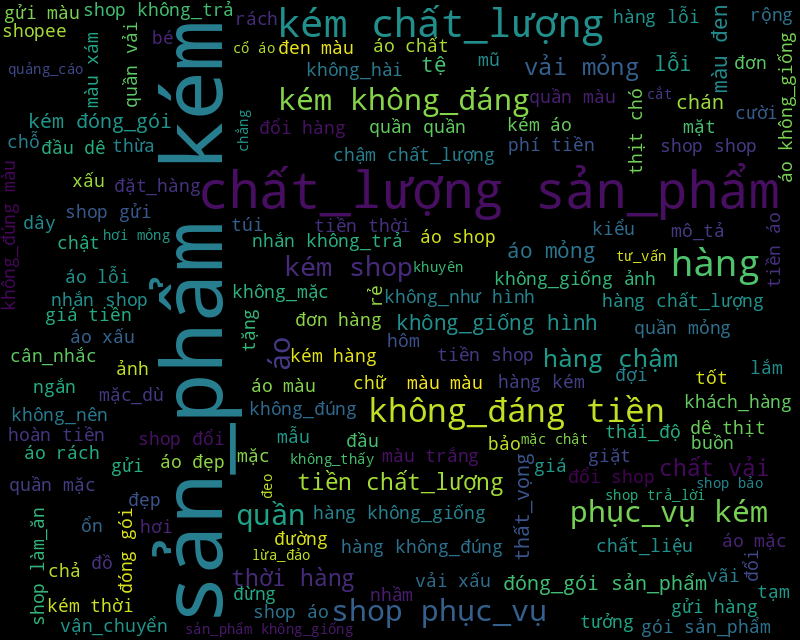 gửi màu shop không_trả
rách
kém chất_lượng
hàng lỗi
màu đen
rộng
shopee
bé
cổ áo
đen màu
áo chất
mũ
áo không_giống
quảng_cáo
màu xám
quần vải
không_hài
tệ
vải mỏng
lỗi
đơn
sản_phẩm kém
kém không_đáng
quần màu
thịt chó
cắt
chán
cười
kém đóng_gói
chẳng
đổi hàng
quần quần
kém áo
mặt
chỗ
đầu dê
thừa
chậm chất_lượng
phí tiền
shop shop
không_đúng màu
xấu
đặt_hàng
chất_lượng sản_phẩm
dây
shop gửi
túi
tiền thời
kiểu
mô_tả
tiền áo
chật
hơi mỏng
nhắn không_trả
áo shop
áo mỏng
tư_vấn
hàng
áo lỗi
kém shop
khuyên
không_giống ảnh
nhắn shop
không_mặc
rẻ
không_như hình
hàng chất_lượng
giá tiền
tặng
đơn hàng
không_giống hình
quần mỏng
áo xấu
áo
hôm
cân_nhắc
ảnh
kém hàng
tiền shop
hàng chậm
lắm
ngắn
mặc_dù
áo màu
chữ
màu màu
hàng kém
đợi
tốt
không_nên
không_đúng
không_đáng tiền
khách_hàng
hoàn tiền
shop đổi
mẫu
đầu
bảo
mặc chật
thái_độ
dê thịt
buồn
áo rách
gửi
áo đẹp
mặc
không_thấy
màu trắng
thất_vọng
giá
giặt
đổi shop
chất vải
quần mặc
đeo
tiền chất_lượng
shop trả_lời
shop bảo
đẹp
shop làm_ăn
ổn
đóng gói
hơi
quần
hàng không_giống
phục_vụ kém
đường
hàng không_đúng
chất_liệu
áo mặc
chả
đồ
lừa_đảo
thời hàng
đừng
nhầm
vải xấu
đóng_gói sản_phẩm
vãi
đổi
tạm
kém thời
shop áo
shop phục_vụ
gửi hàng
vận_chuyển
sản_phẩm không_giống
tưởng
gói sản_phẩm